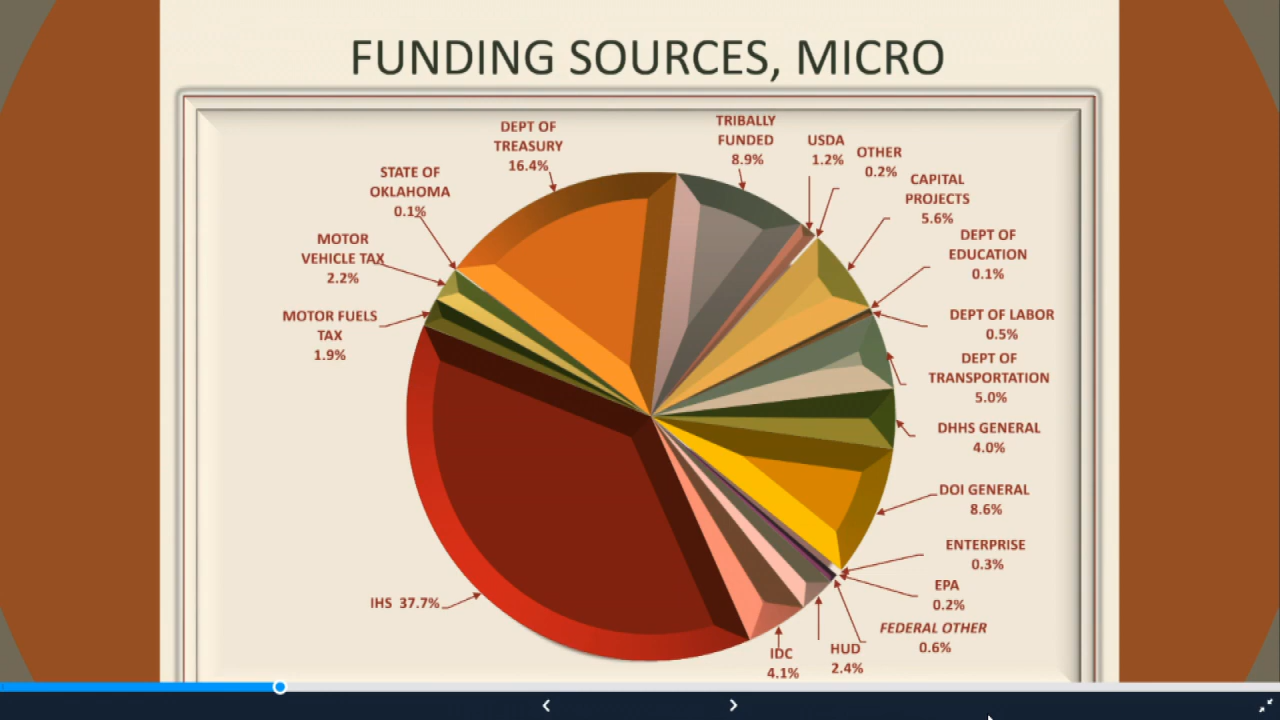 FUNDING SOURCES, MICRO
TRIBALLY
FUNDED
8.9%
USDA
1.2%
OTHER
0.2%
CAPITAL
PROJECTS
5.6%
DEPT OF
EDUCATION
0.1%
DEPT OF LABOR
0.5%
DEPT OF
TRANSPORTATION
5.0%
DHHS GENERAL
4.0%
DOI GENERAL
8.6%
ENTERPRISE
0.3%
EPA
0.2%
FEDERAL OTHER
0.6%
HUD
2.4%
IDC
4.1%
IHS 37.7%
MOTOR FUELS
TAX
1.9%
MOTOR
VEHICLE TAX
2.2%
STATE OF
OKLAHOMA
0.1%
DEPT OF
TREASURY
16.4%